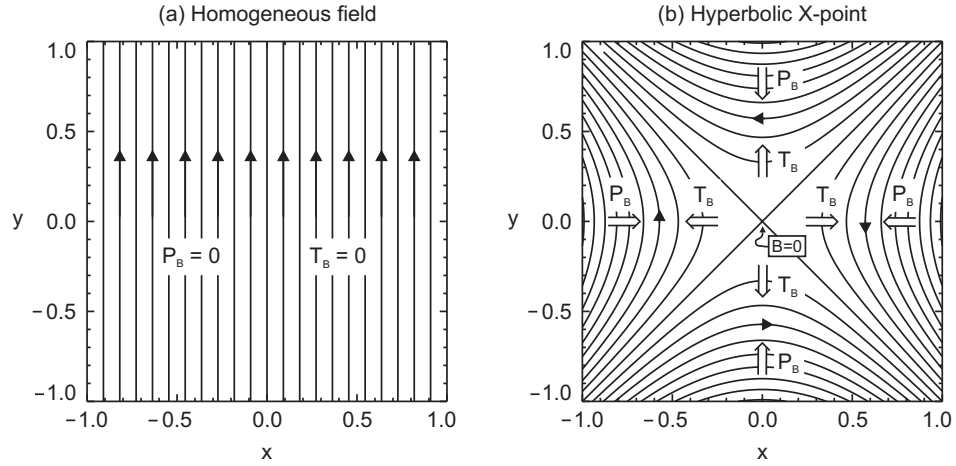 (a) Homogeneous field
1.0
0.5
y 0.0
−0.5
−1.0
P_B = 0 T_B = 0
−1.0 −0.5 0.0 0.5 1.0
x
(b) Hyperbolic X-point
1.0
0.5
y 0.0
−0.5
−1.0
P_B
T_B
P_B T_B T_B P_B
B=0
T_B
P_B
−1.0 −0.5 0.0 0.5 1.0
x